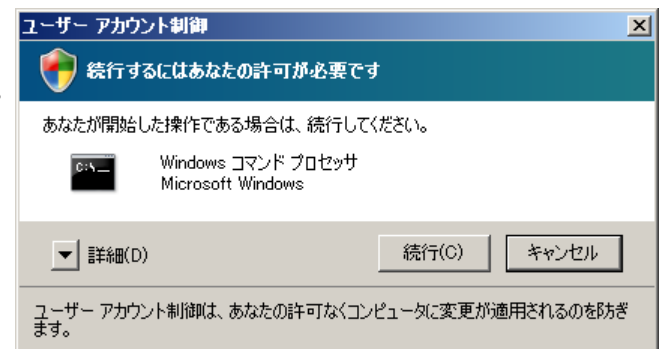 ユーザー アカウント制御
続行するにはあなたの許可が必要です
あなたが開始した操作である場合は、続行してください。
C:\_
Windows コマンド プロセッサ
Microsoft Windows
詳細(D)
続行(C)
キャンセル
ユーザー アカウント制御は、あなたの許可なくコンピュータに変更が適用されるのを防ぎ
ます。